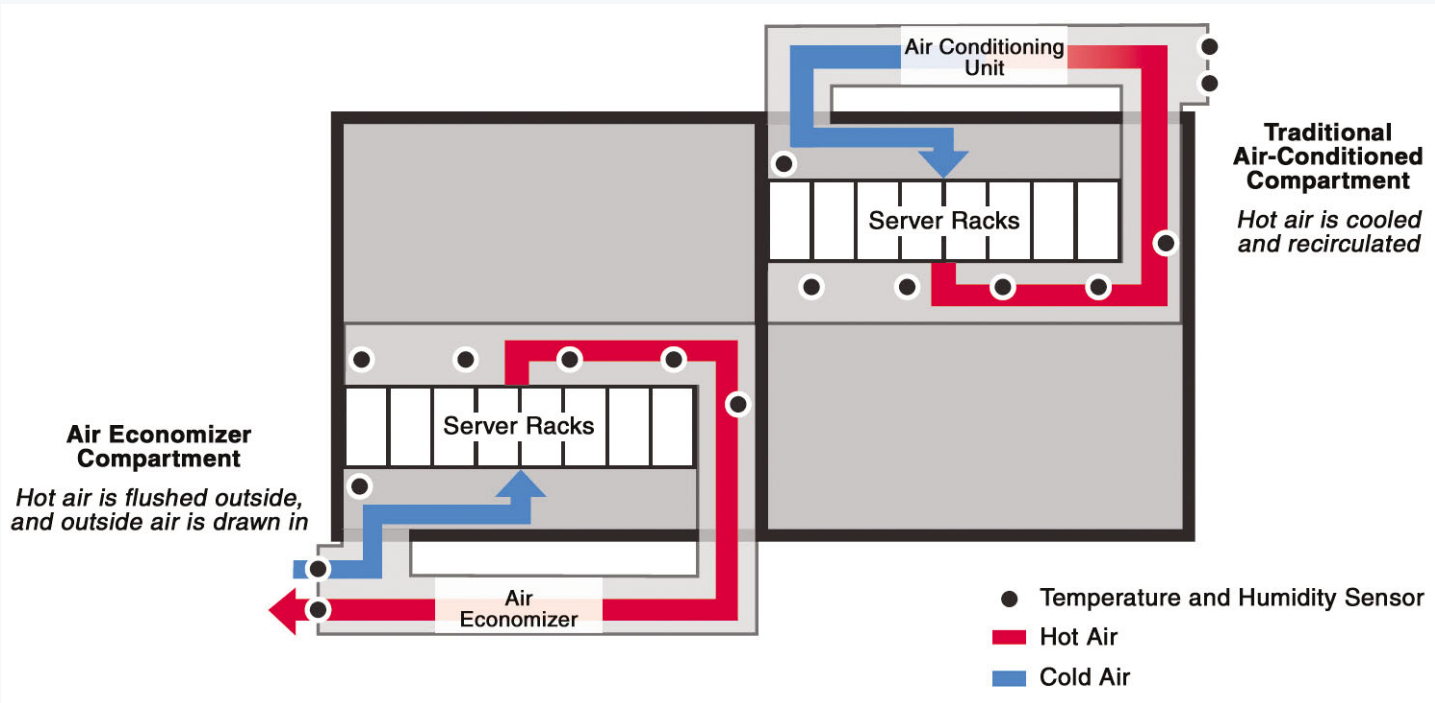 Air Conditioning
Unit
Traditional
Air-Conditioned
Compartment
Hot air is cooled
and recirculated
Server Racks
Server Racks
Air Economizer
Compartment
Hot air is flushed outside,
and outside air is drawn in
Air
Economizer
Temperature and Humidity Sensor
Hot Air
Cold Air